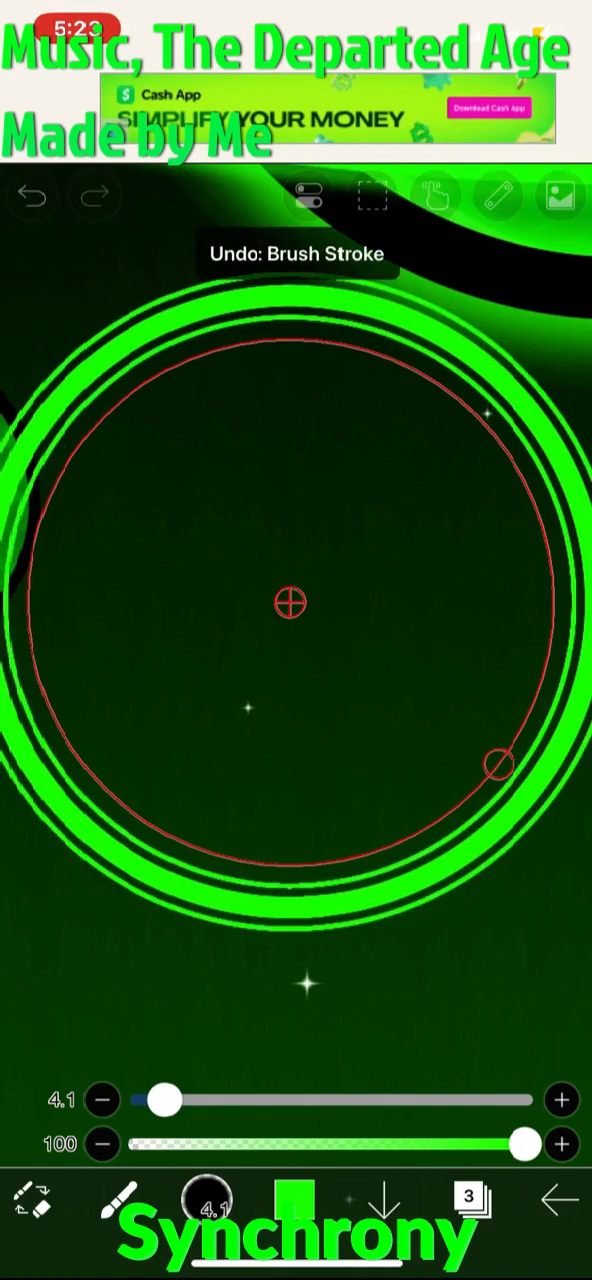 5:23
Music, The Departed Age
Cash App
SIMPLIFY YOUR MONEY
Download Cash App
Made by Me
Undo: Brush Stroke
4.1
100
4.1
3
Synchrony